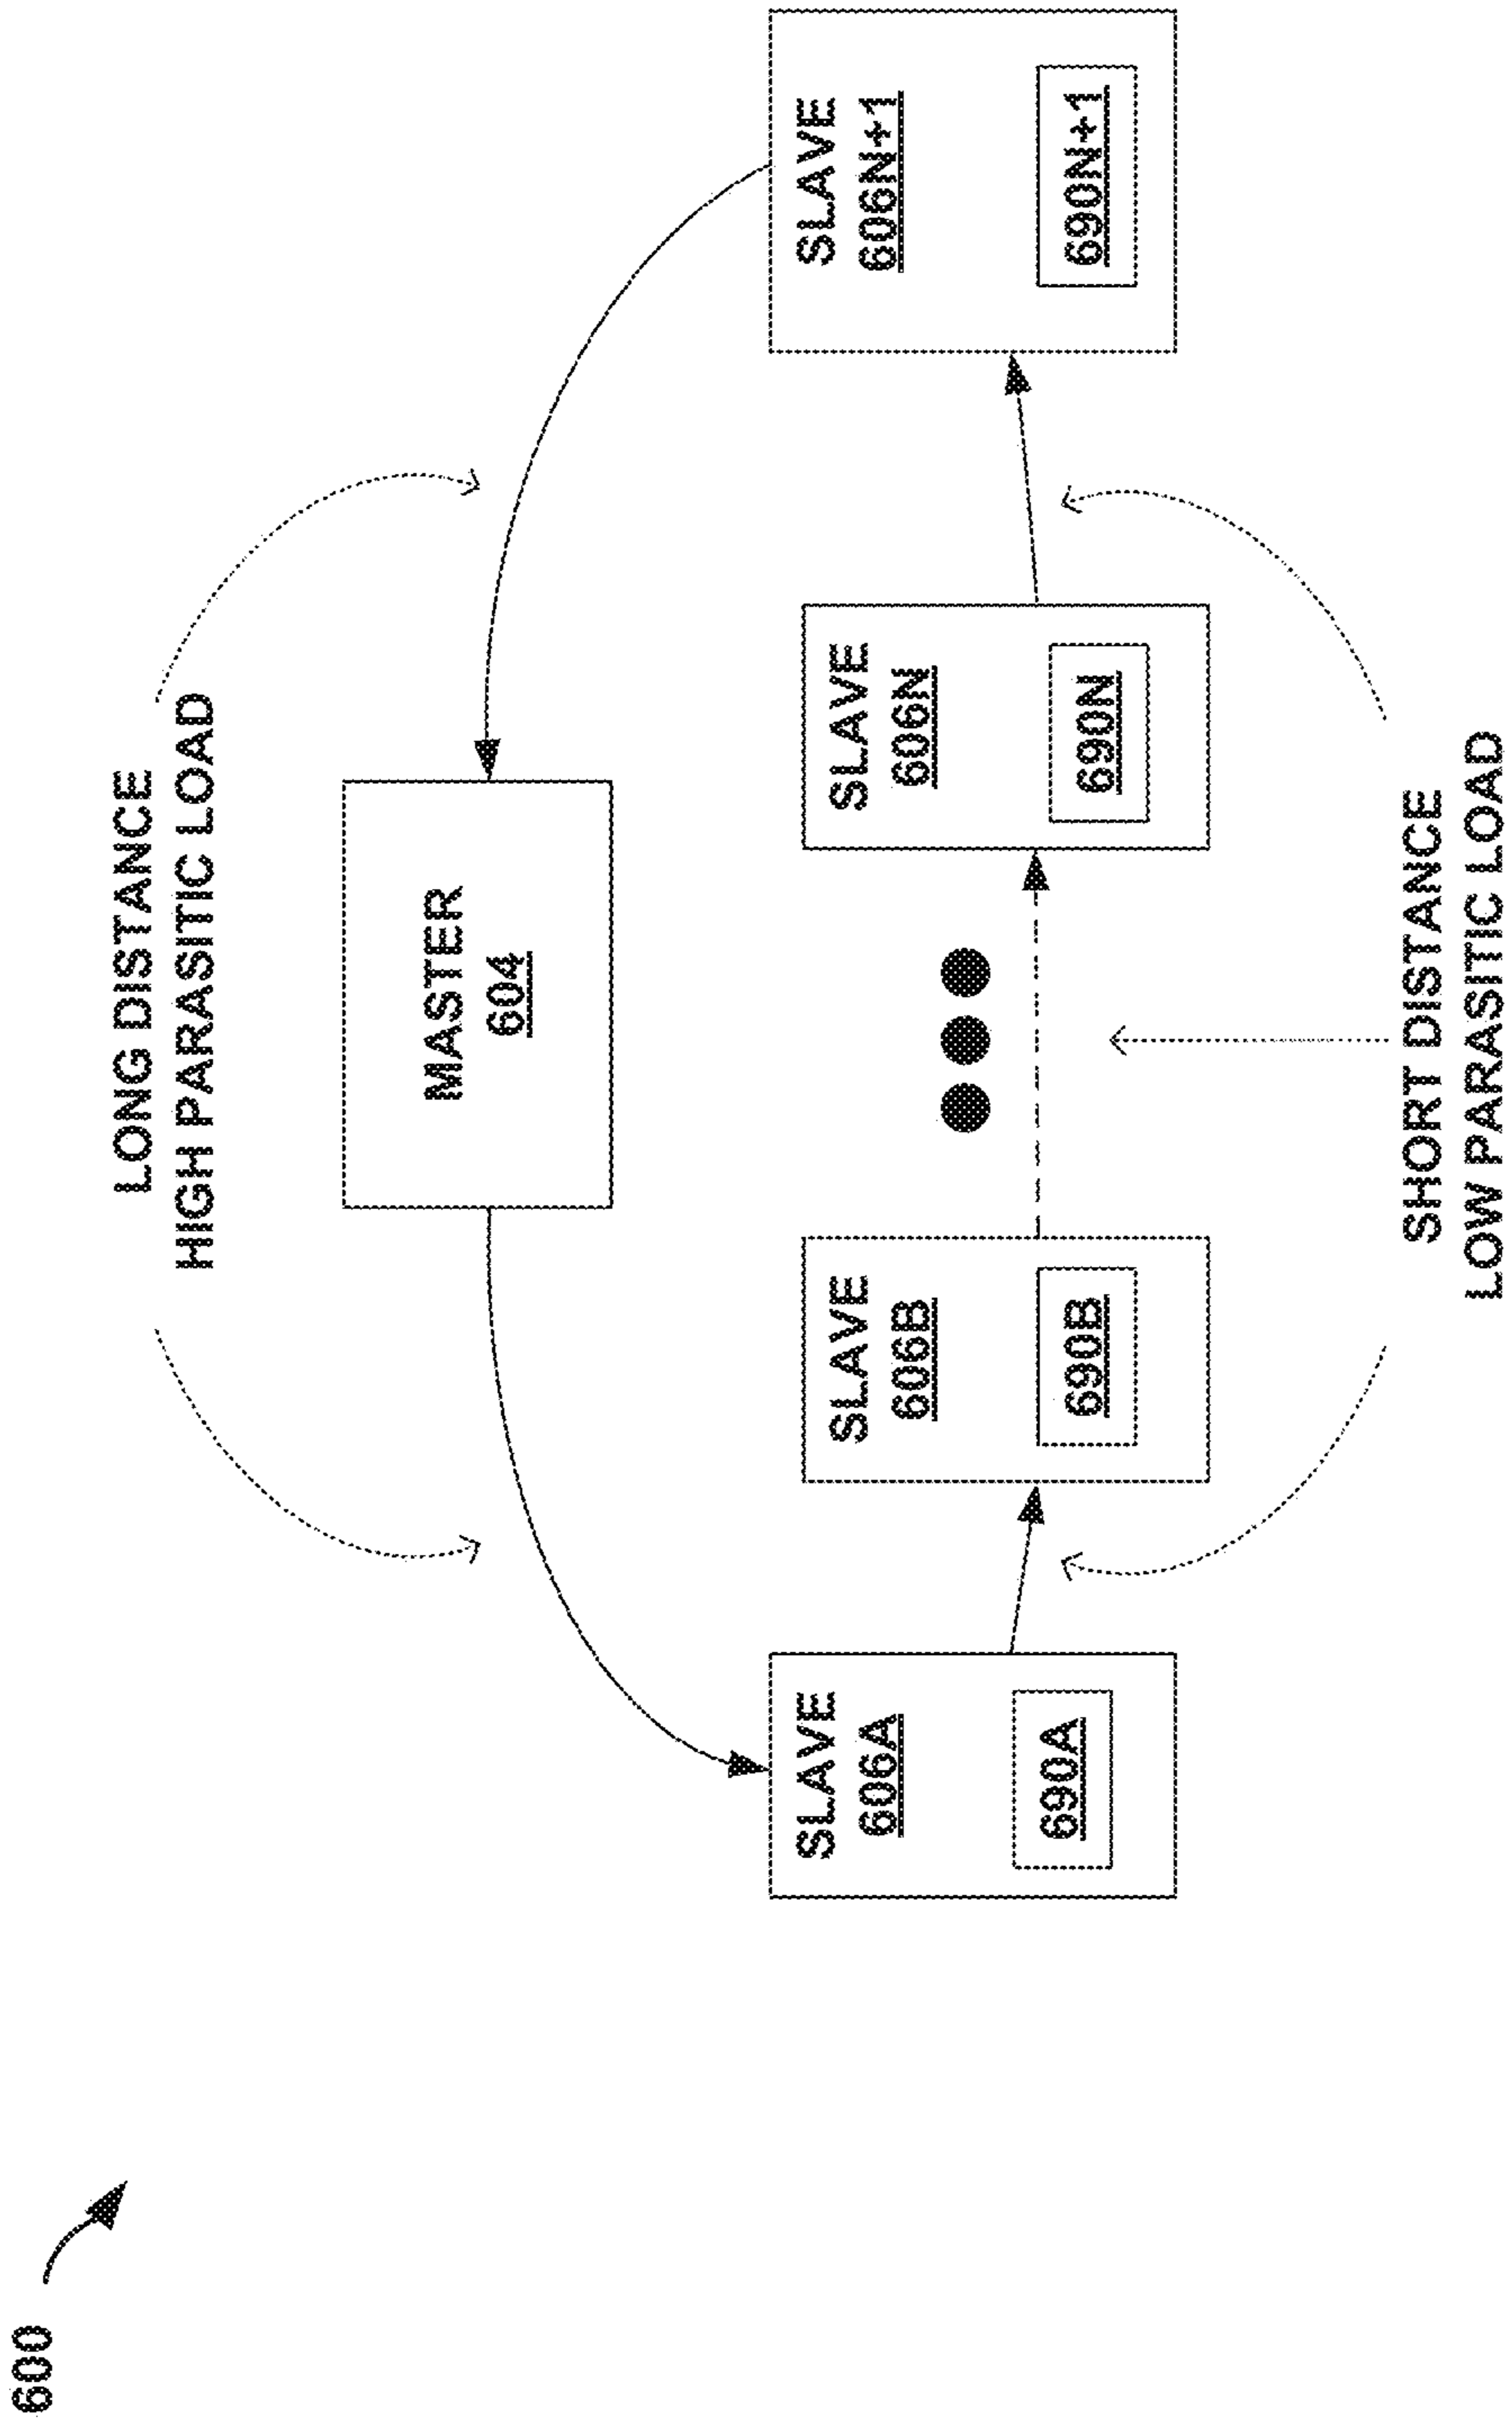 600
LONG DISTANCE
HIGH PARASITIC LOAD
MASTER
604
SLAVE
606A
690A
SLAVE
606B
690B
SLAVE
606N
690N
SLAVE
606N+1
690N+1
SHORT DISTANCE
LOW PARASITIC LOAD